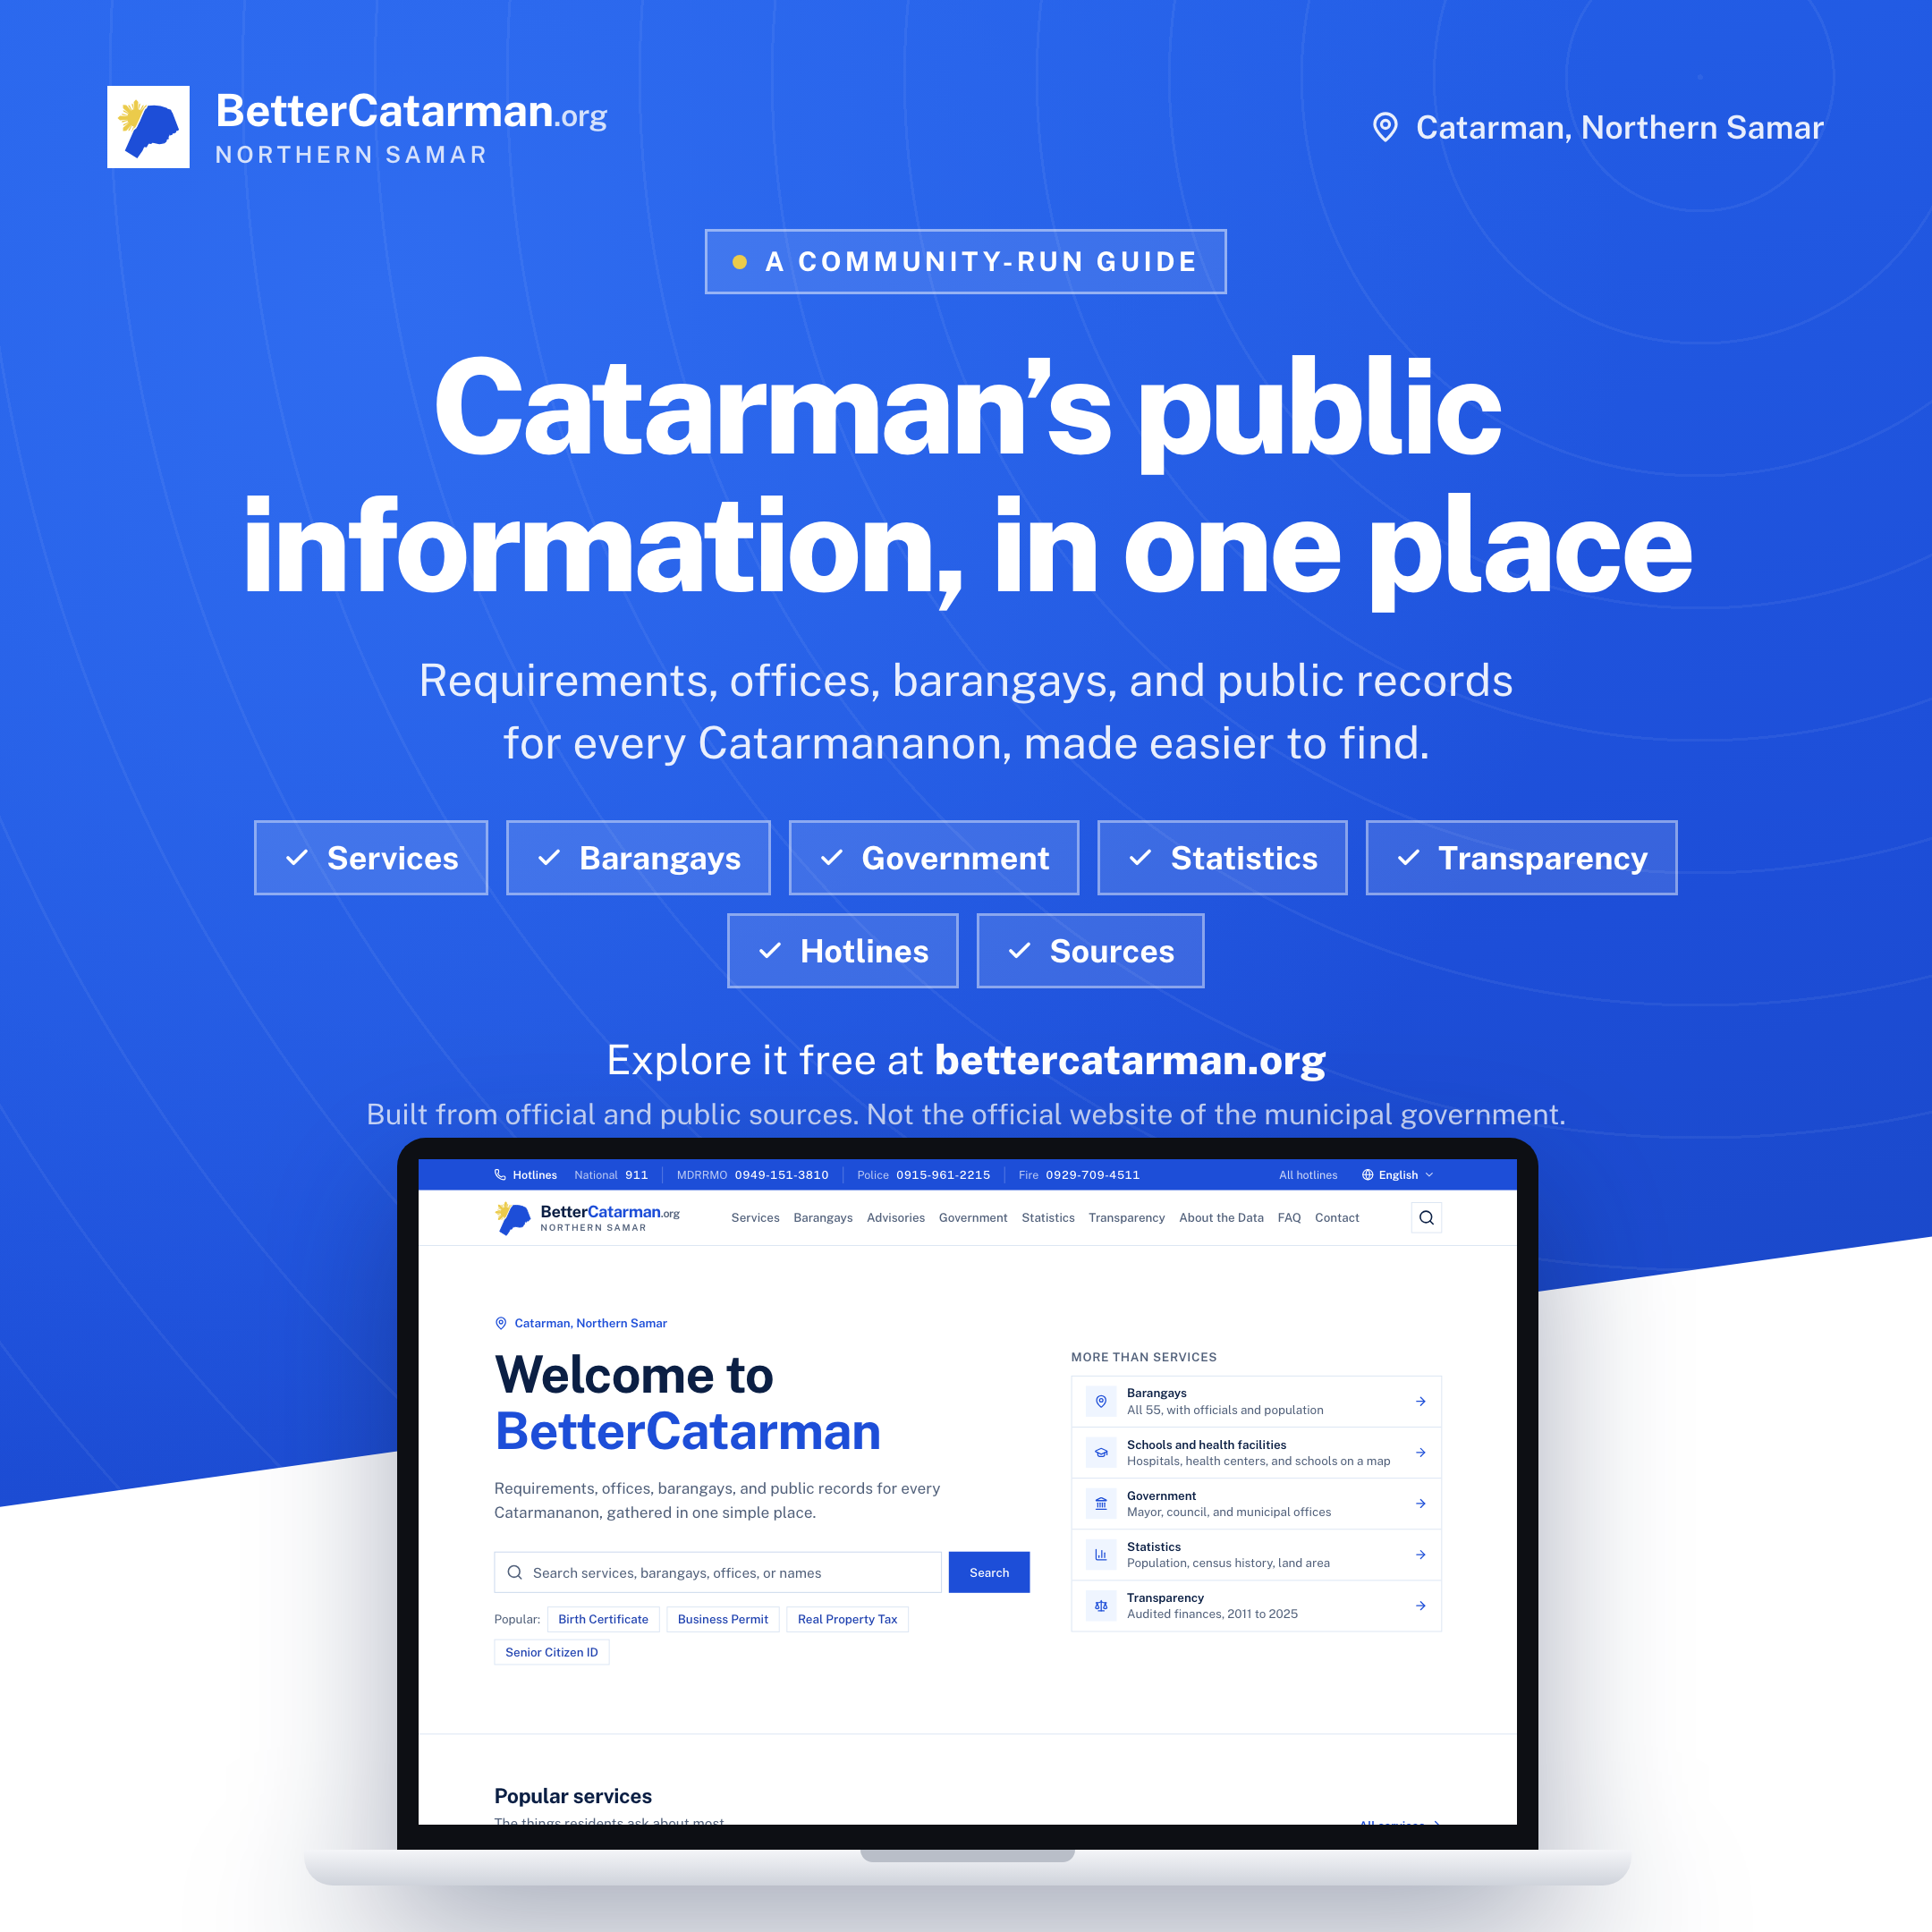 BetterCatarman.org
NORTHERN SAMAR
Catarman, Northern Samar
A COMMUNITY-RUN GUIDE
Catarman’s public
information, in one place
Requirements, offices, barangays, and public records
for every Catarmananon, made easier to find.
Services Barangays Government Statistics Transparency
Hotlines Sources
Explore it free at bettercatarman.org
Built from official and public sources. Not the official website of the municipal government.
Hotlines National 911 MDRRMO 0949-151-3810 Police 0915-961-2215 Fire 0929-709-4511 All hotlines English
BetterCatarman.org
NORTHERN SAMAR
Services Barangays Advisories Government Statistics Transparency About the Data FAQ Contact
Catarman, Northern Samar
Welcome to
BetterCatarman
Requirements, offices, barangays, and public records for every
Catarmananon, gathered in one simple place.
Search services, barangays, offices, or names Search
Popular: Birth Certificate Business Permit Real Property Tax
Senior Citizen ID
MORE THAN SERVICES
Barangays
All 55, with officials and population
Schools and health facilities
Hospitals, health centers, and schools on a map
Government
Mayor, council, and municipal offices
Statistics
Population, census history, land area
Transparency
Audited finances, 2011 to 2025
Popular services
The things residents ask about most
All services